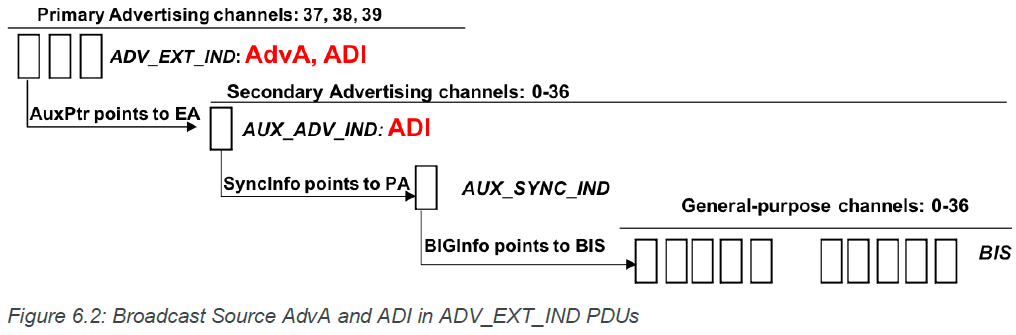 Primary Advertising channels: 37, 38, 39
ADV_EXT_IND: AdvA, ADI
Secondary Advertising channels: 0-36
AuxPtr points to EA
AUX_ADV_IND: ADI
SyncInfo points to PA
AUX_SYNC_IND
General-purpose channels: 0-36
BIGInfo points to BIS
BIS
Figure 6.2: Broadcast Source AdvA and ADI in ADV_EXT_IND PDUs